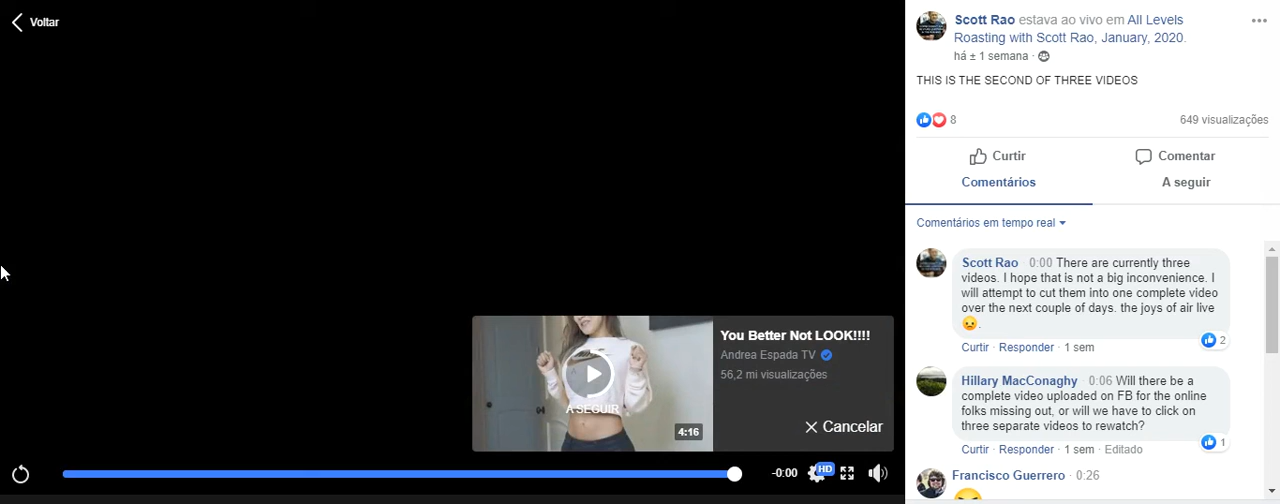 Voltar
Scott Rao estava ao vivo em All Levels
Roasting with Scott Rao, January, 2020.
há ± 1 semana ·
THIS IS THE SECOND OF THREE VIDEOS
8
649 visualizações
Curtir
Comentar
Comentários
A seguir
Comentários em tempo real
Scott Rao · 0:00 There are currently three
videos. I hope that is not a big inconvenience. I
will attempt to cut them into one complete video
over the next couple of days. the joys of air live
.
2
Curtir · Responder · 1 sem
Hillary MacConaghy · 0:06 Will there be a
complete video uploaded on FB for the online
folks missing out, or will we have to click on
three separate videos to rewatch?
1
Curtir · Responder · 1 sem · Editado
Francisco Guerrero · 0:26
You Better Not LOOK!!!!
Andrea Espada TV
56,2 mi visualizações
A SEGUIR
4:16
Cancelar
-0:00
HD